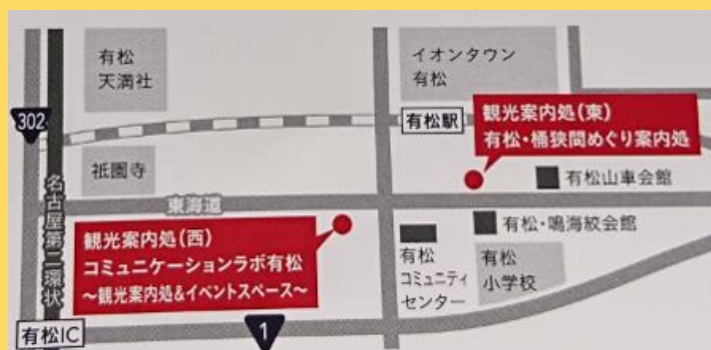 有松
天満社
イオンタウン
有松
302
有松駅
観光案内処(東)
有松・桶狭間めぐり案内処
祇園寺
有松山車会館
名古屋第二環状
東海道
観光案内処(西)
コミュニケーションラボ有松
~観光案内処&イベントスペース~
有松・鳴海絞会館
有松
コミュニティ
センター
有松
小学校
有松IC
1